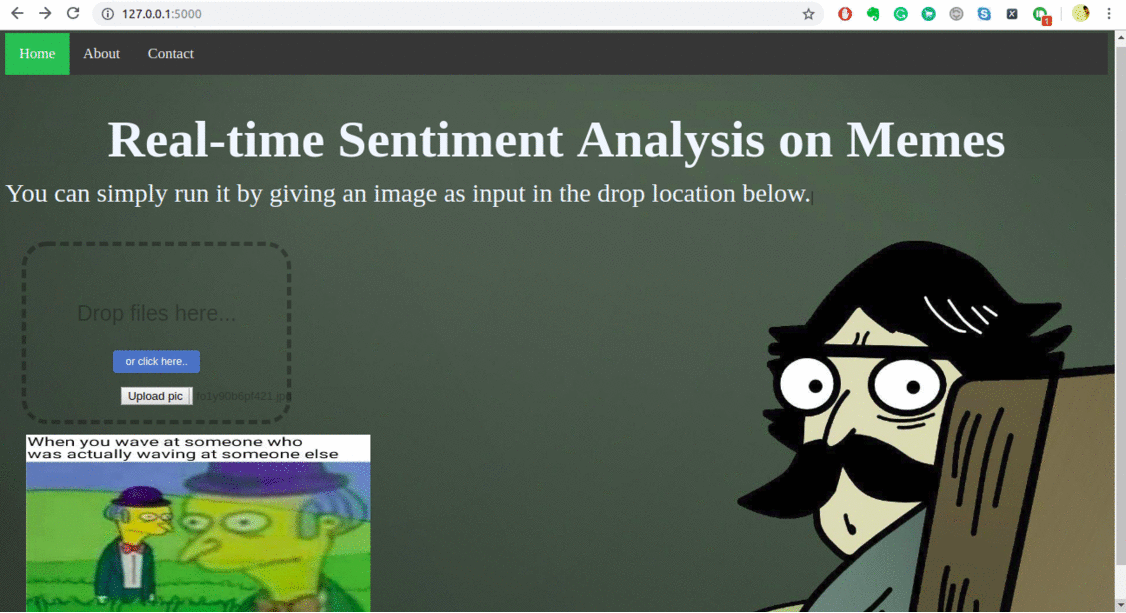 127.0.0.1:5000
1
Home About Contact
Real-time Sentiment Analysis on Memes
You can simply run it by giving an image as input in the drop location below.
Drop files here...
or click here..
Upload pic
When you wave at someone who
was actually waving at someone else